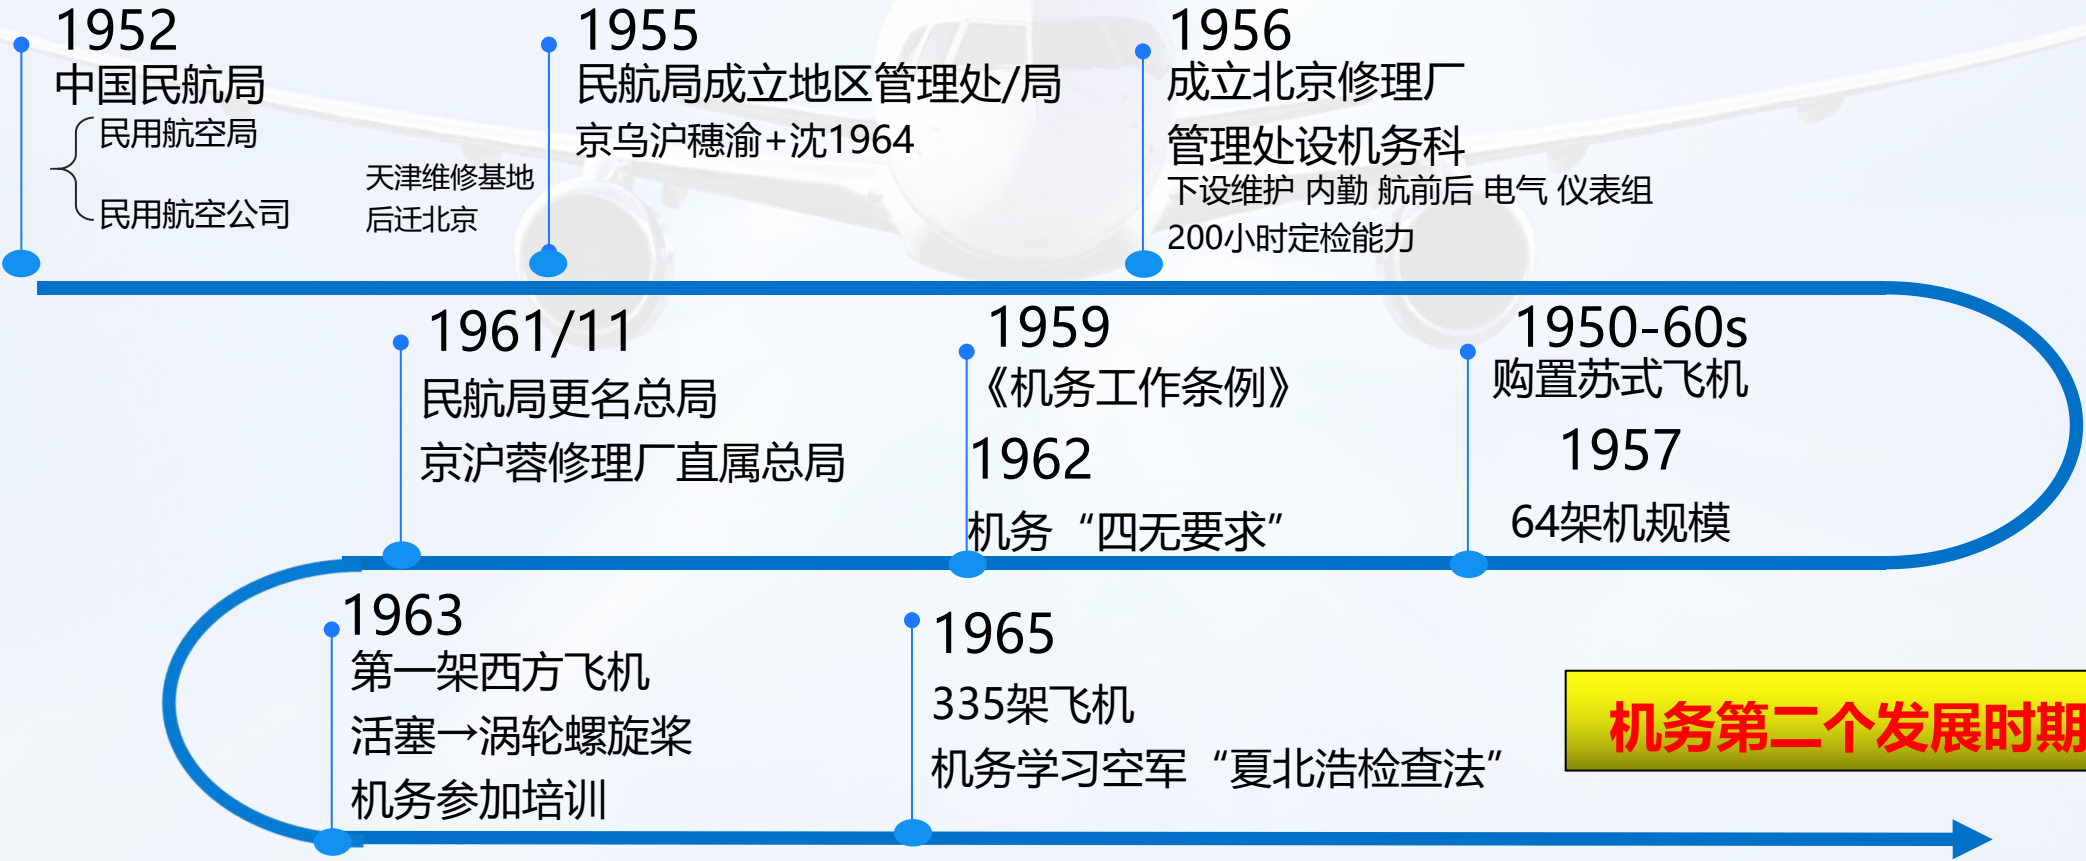 1952
中国民航局
民用航空局
民用航空公司
天津维修基地
后迁北京
1955
民航局成立地区管理处/局
京乌沪穗渝+沈1964
1956
成立北京修理厂
管理处设机务科
下设维护 内勤 航前后 电气 仪表组
200小时定检能力
1950-60s
购置苏式飞机
1957
64架机规模
1959
《机务工作条例》
1962
机务“四无要求”
1961/11
民航局更名总局
京沪蓉修理厂直属总局
1963
第一架西方飞机
活塞→涡轮螺旋桨
机务参加培训
1965
335架飞机
机务学习空军“夏北浩检查法”
机务第二个发展时期